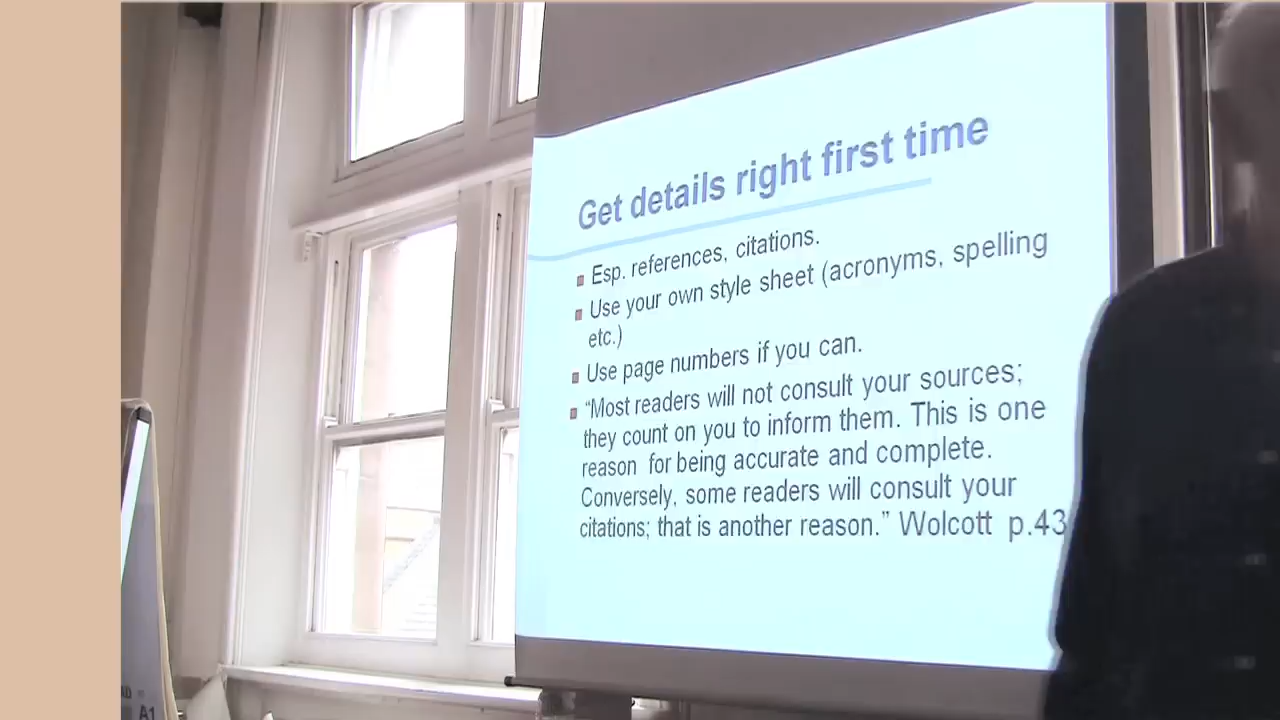 Get details right first time
Esp. references, citations.
Use your own style sheet (acronyms, spelling
etc.)
Use page numbers if you can.
“Most readers will not consult your sources;
they count on you to inform them. This is one
reason for being accurate and complete.
Conversely, some readers will consult your
citations; that is another reason.” Wolcott p.43
A1